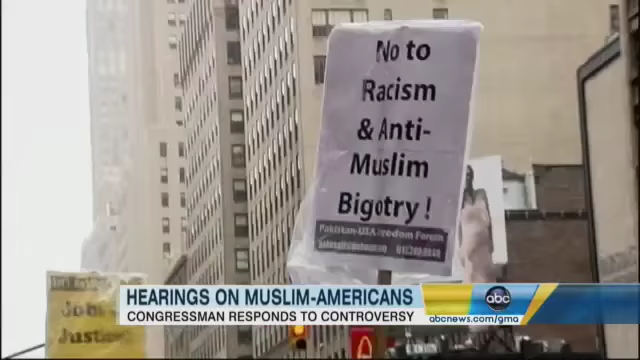 No to
Racism
& Anti-
Muslim
Bigotry!
Pakistan-USA Freedom Forum
Jobs
Justice
HEARINGS ON MUSLIM-AMERICANS
CONGRESSMAN RESPONDS TO CONTROVERSY
abc
abcnews.com/gma